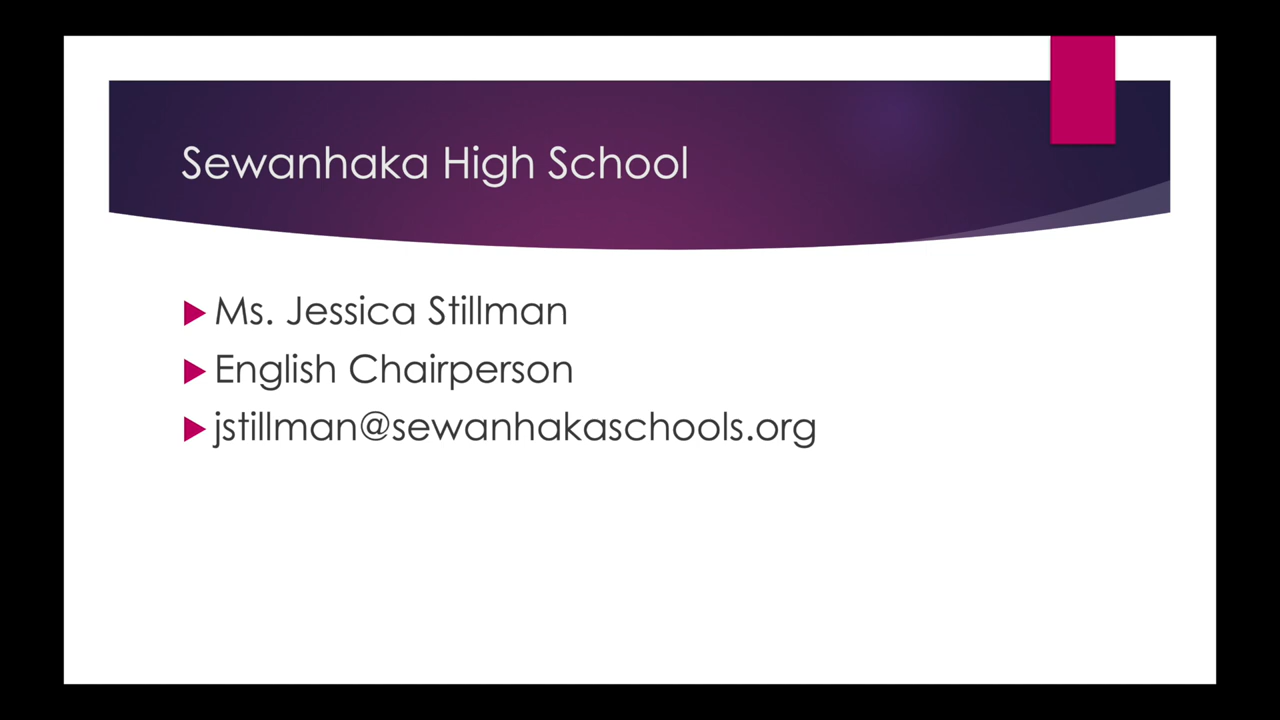 Sewanhaka High School
Ms. Jessica Stillman
English Chairperson
jstillman@sewanhakaschools.org